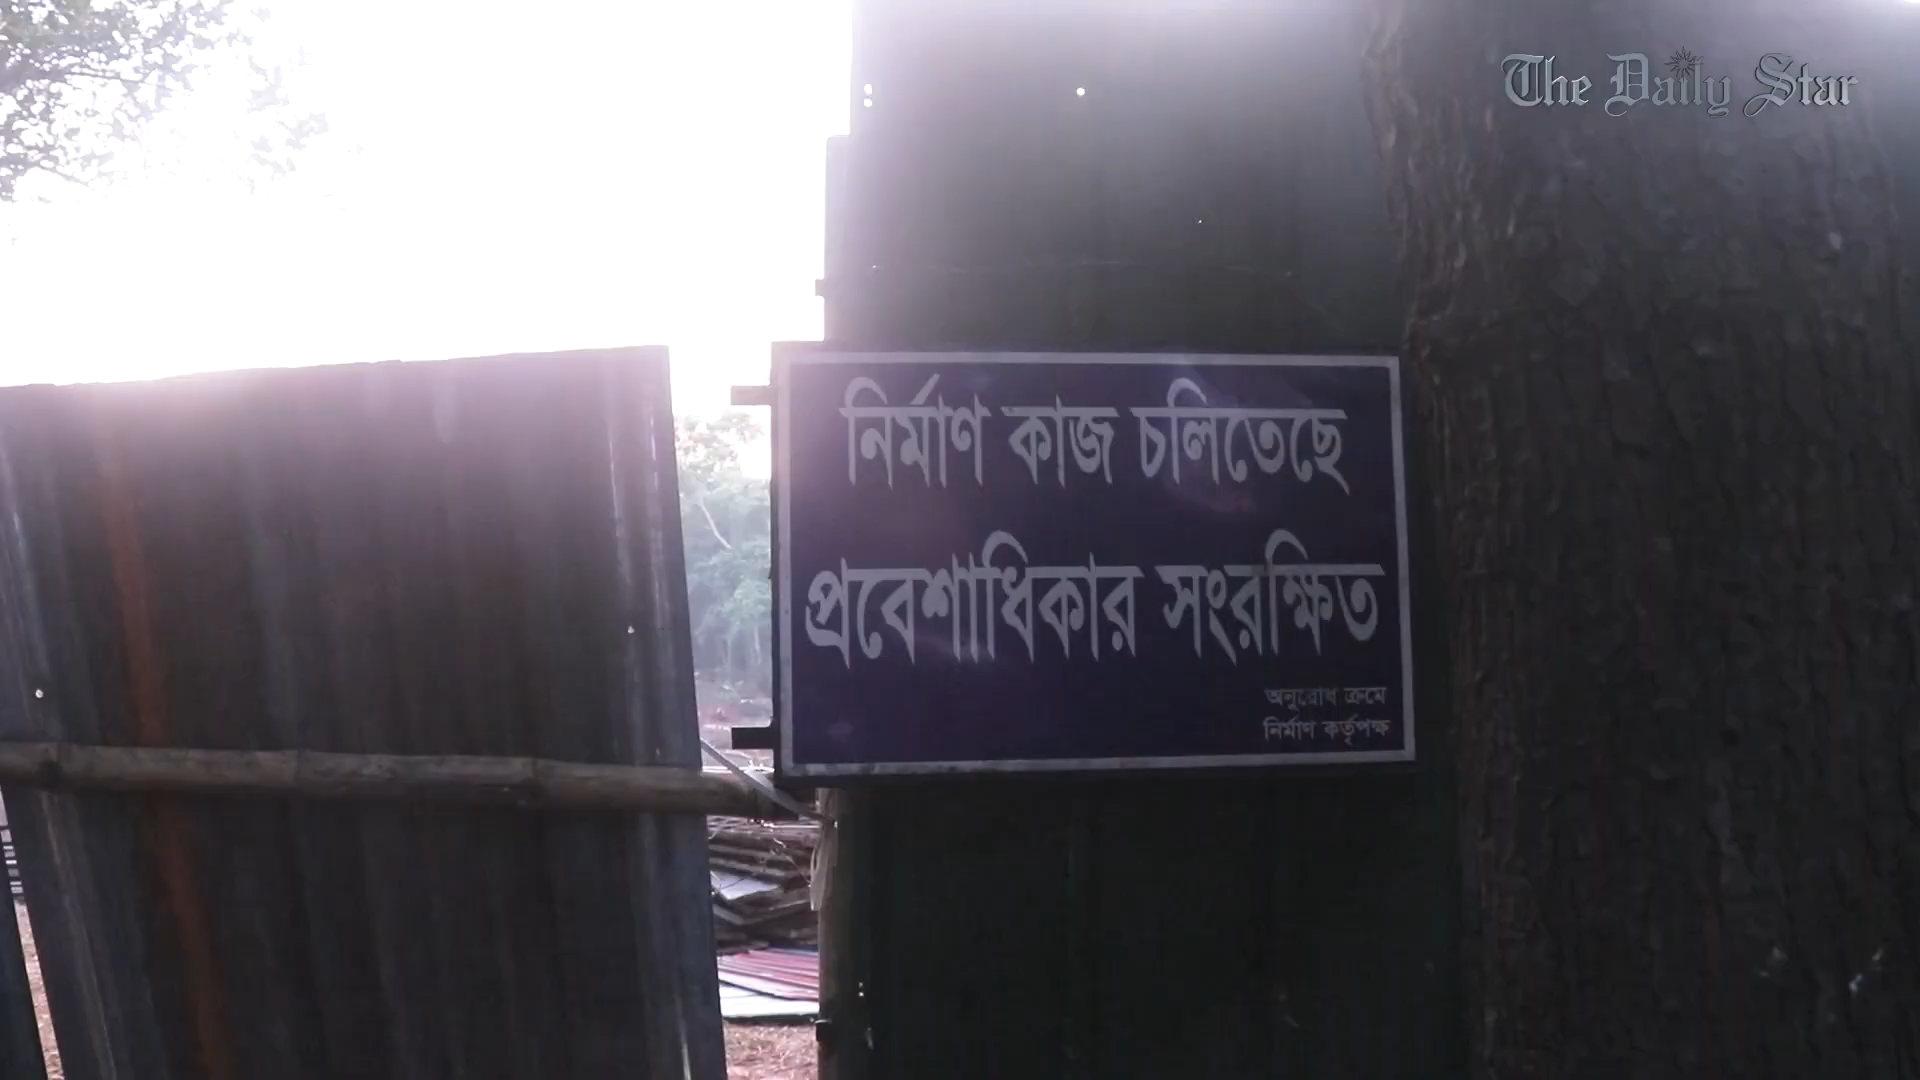 The Daily Star
নির্মাণ কাজ চলিতেছে
প্রবেশাধিকার সংরক্ষিত
অনুরোধ ক্রমে
নির্মাণ কর্তৃপক্ষ